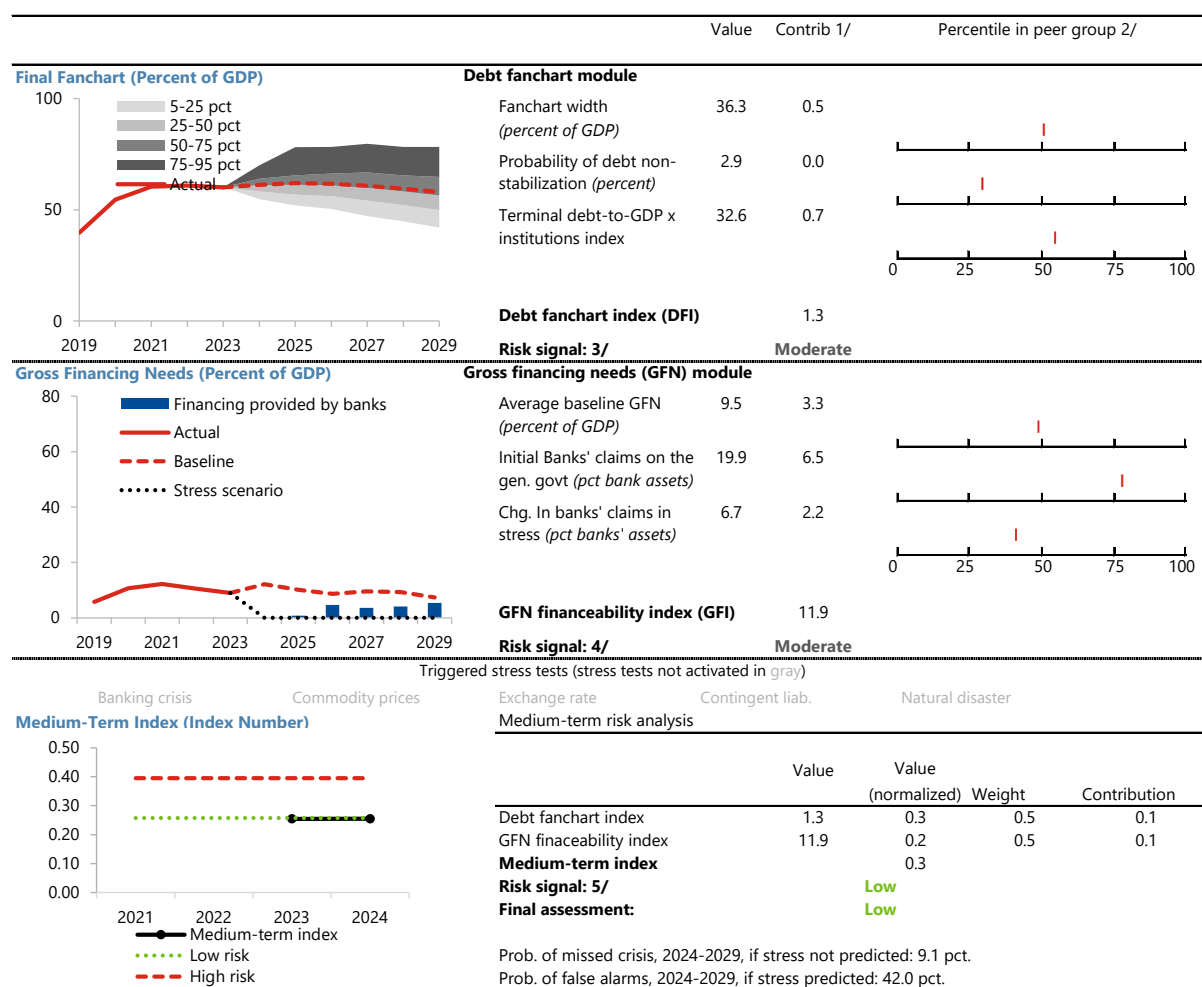 Value Contrib 1/ Percentile in peer group 2/
Final Fanchart (Percent of GDP)
100
50
0
5-25 pct
25-50 pct
50-75 pct
75-95 pct
Actual
2019 2021 2023 2025 2027 2029
Debt fanchart module
Fanchart width 36.3 0.5
(percent of GDP)
Probability of debt non- 2.9 0.0
stabilization (percent)
Terminal debt-to-GDP x 32.6 0.7
institutions index
0 25 50 75 100
Debt fanchart index (DFI) 1.3
Risk signal: 3/ Moderate
Gross Financing Needs (Percent of GDP)
80
60
40
20
0
Financing provided by banks
Actual
Baseline
Stress scenario
2019 2021 2023 2025 2027 2029
Gross financing needs (GFN) module
Average baseline GFN 9.5 3.3
(percent of GDP)
Initial Banks' claims on the 19.9 6.5
gen. govt (pct bank assets)
Chg. In banks' claims in 6.7 2.2
stress (pct banks' assets)
0 25 50 75 100
GFN financeability index (GFI) 11.9
Risk signal: 4/ Moderate
Triggered stress tests (stress tests not activated in gray)
Banking crisis Commodity prices Exchange rate Contingent liab. Natural disaster
Medium-Term Index (Index Number)
0.50
0.40
0.30
0.20
0.10
0.00
2021 2022 2023 2024
Medium-term index
Low risk
High risk
Medium-term risk analysis
Value Value
(normalized) Weight Contribution
Debt fanchart index 1.3 0.3 0.5 0.1
GFN finaceability index 11.9 0.2 0.5 0.1
Medium-term index 0.3
Risk signal: 5/ Low
Final assessment: Low
Prob. of missed crisis, 2024-2029, if stress not predicted: 9.1 pct.
Prob. of false alarms, 2024-2029, if stress predicted: 42.0 pct.